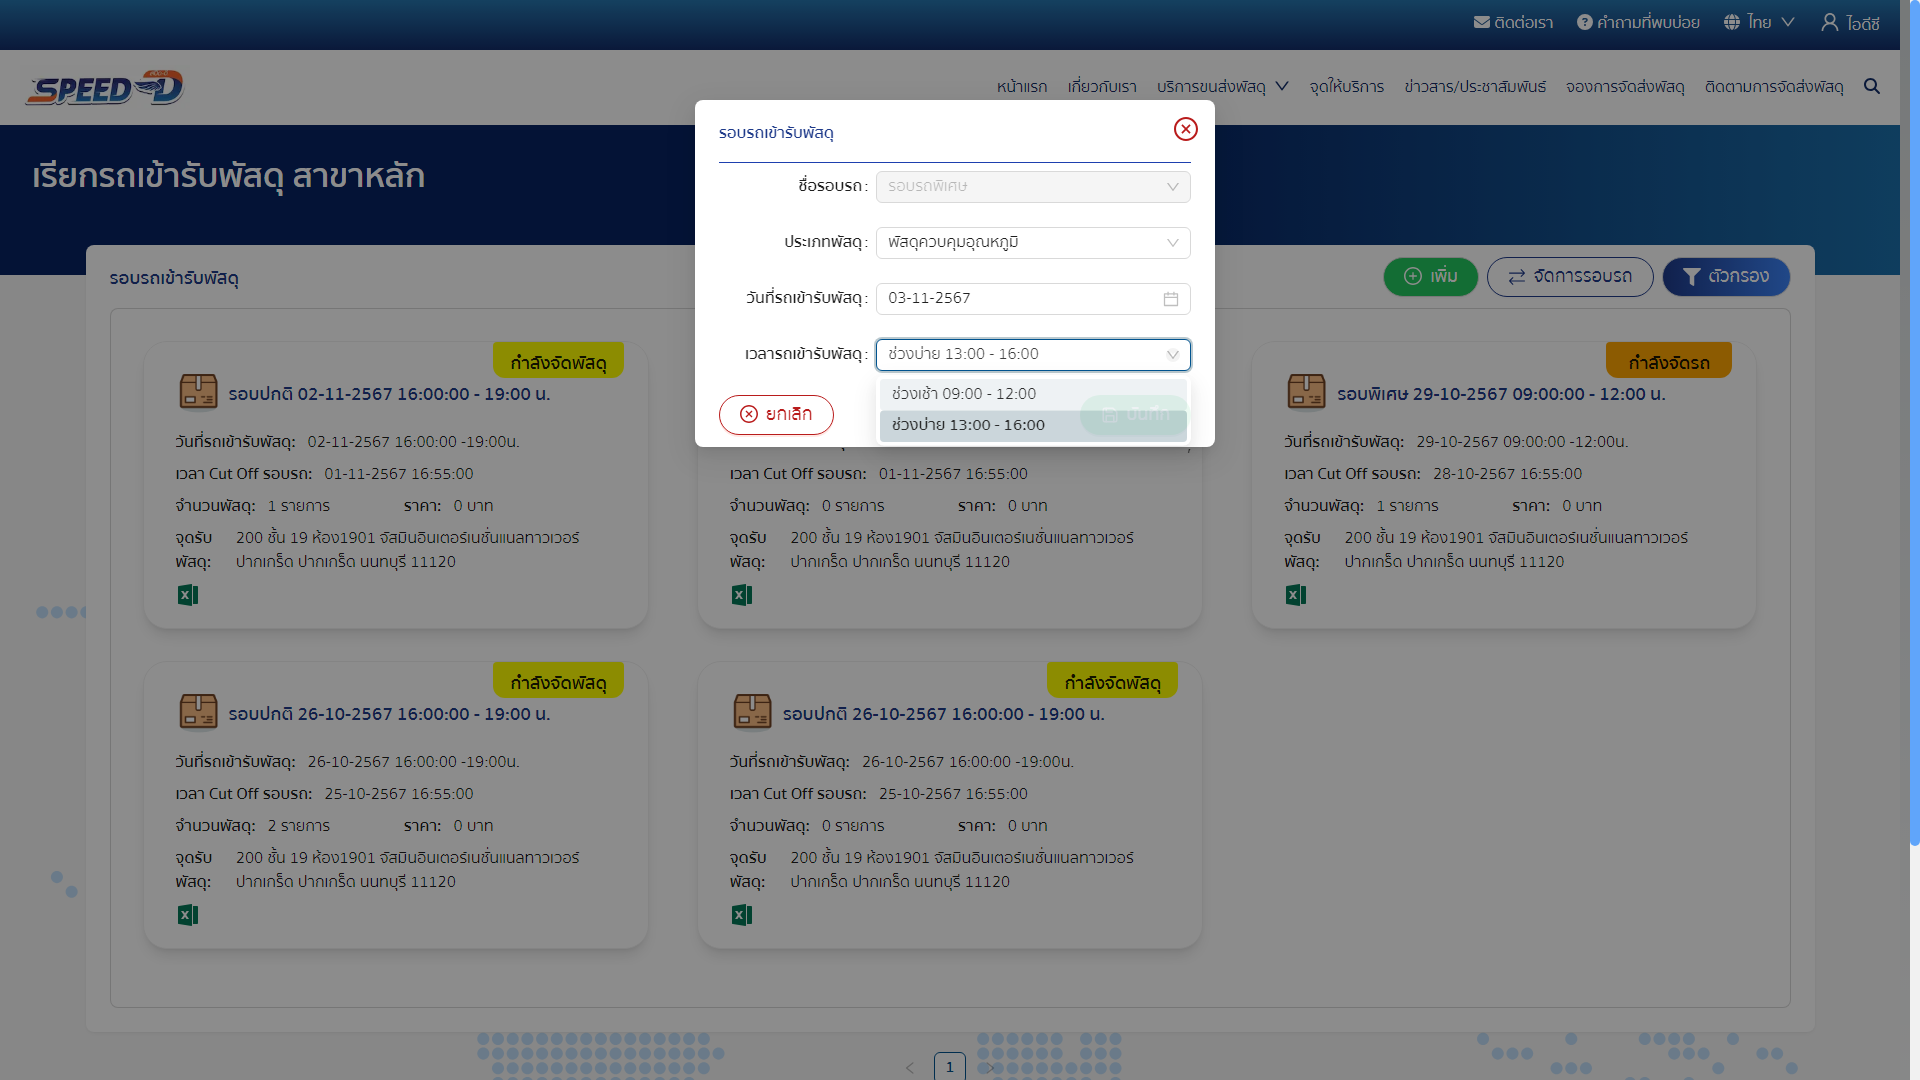 ติดต่อเรา คำถามที่พบบ่อย ไทย ไอดีซี
SPEED-D
หน้าแรก เกี่ยวกับเรา บริการขนส่งพัสดุ จุดให้บริการ ข่าวสาร/ประชาสัมพันธ์ จองการจัดส่งพัสดุ ติดตามการจัดส่งพัสดุ
เรียกรถเข้ารับพัสดุ สาขาหลัก
รอบรถเข้ารับพัสดุ
ชื่อรอบรถ : รอบรถพิเศษ
ประเภทพัสดุ : พัสดุควบคุมอุณหภูมิ
วันที่รถเข้ารับพัสดุ : 03-11-2567
เวลารถเข้ารับพัสดุ : ช่วงบ่าย 13:00 - 16:00
ช่วงเช้า 09:00 - 12:00
ช่วงบ่าย 13:00 - 16:00
ยกเลิก บันทึก
รอบรถเข้ารับพัสดุ เพิ่ม จัดการรอบรถ ตัวกรอง
กำลังจัดพัสดุ
รอบปกติ 02-11-2567 16:00:00 - 19:00 น.
วันที่รถเข้ารับพัสดุ: 02-11-2567 16:00:00 -19:00น.
เวลา Cut Off รอบรถ: 01-11-2567 16:55:00
จำนวนพัสดุ: 1 รายการ ราคา: 0 บาท
จุดรับ 200 ชั้น 19 ห้อง1901 จัสมินอินเตอร์เนชั่นแนลทาวเวอร์
พัสดุ: ปากเกร็ด ปากเกร็ด นนทบุรี 11120
เวลา Cut Off รอบรถ: 01-11-2567 16:55:00
จำนวนพัสดุ: 0 รายการ ราคา: 0 บาท
จุดรับ 200 ชั้น 19 ห้อง1901 จัสมินอินเตอร์เนชั่นแนลทาวเวอร์
พัสดุ: ปากเกร็ด ปากเกร็ด นนทบุรี 11120
กำลังจัดรถ
รอบพิเศษ 29-10-2567 09:00:00 - 12:00 น.
วันที่รถเข้ารับพัสดุ: 29-10-2567 09:00:00 -12:00น.
เวลา Cut Off รอบรถ: 28-10-2567 16:55:00
จำนวนพัสดุ: 1 รายการ ราคา: 0 บาท
จุดรับ 200 ชั้น 19 ห้อง1901 จัสมินอินเตอร์เนชั่นแนลทาวเวอร์
พัสดุ: ปากเกร็ด ปากเกร็ด นนทบุรี 11120
กำลังจัดพัสดุ
รอบปกติ 26-10-2567 16:00:00 - 19:00 น.
วันที่รถเข้ารับพัสดุ: 26-10-2567 16:00:00 -19:00น.
เวลา Cut Off รอบรถ: 25-10-2567 16:55:00
จำนวนพัสดุ: 2 รายการ ราคา: 0 บาท
จุดรับ 200 ชั้น 19 ห้อง1901 จัสมินอินเตอร์เนชั่นแนลทาวเวอร์
พัสดุ: ปากเกร็ด ปากเกร็ด นนทบุรี 11120
กำลังจัดพัสดุ
รอบปกติ 26-10-2567 16:00:00 - 19:00 น.
วันที่รถเข้ารับพัสดุ: 26-10-2567 16:00:00 -19:00น.
เวลา Cut Off รอบรถ: 25-10-2567 16:55:00
จำนวนพัสดุ: 0 รายการ ราคา: 0 บาท
จุดรับ 200 ชั้น 19 ห้อง1901 จัสมินอินเตอร์เนชั่นแนลทาวเวอร์
พัสดุ: ปากเกร็ด ปากเกร็ด นนทบุรี 11120
1